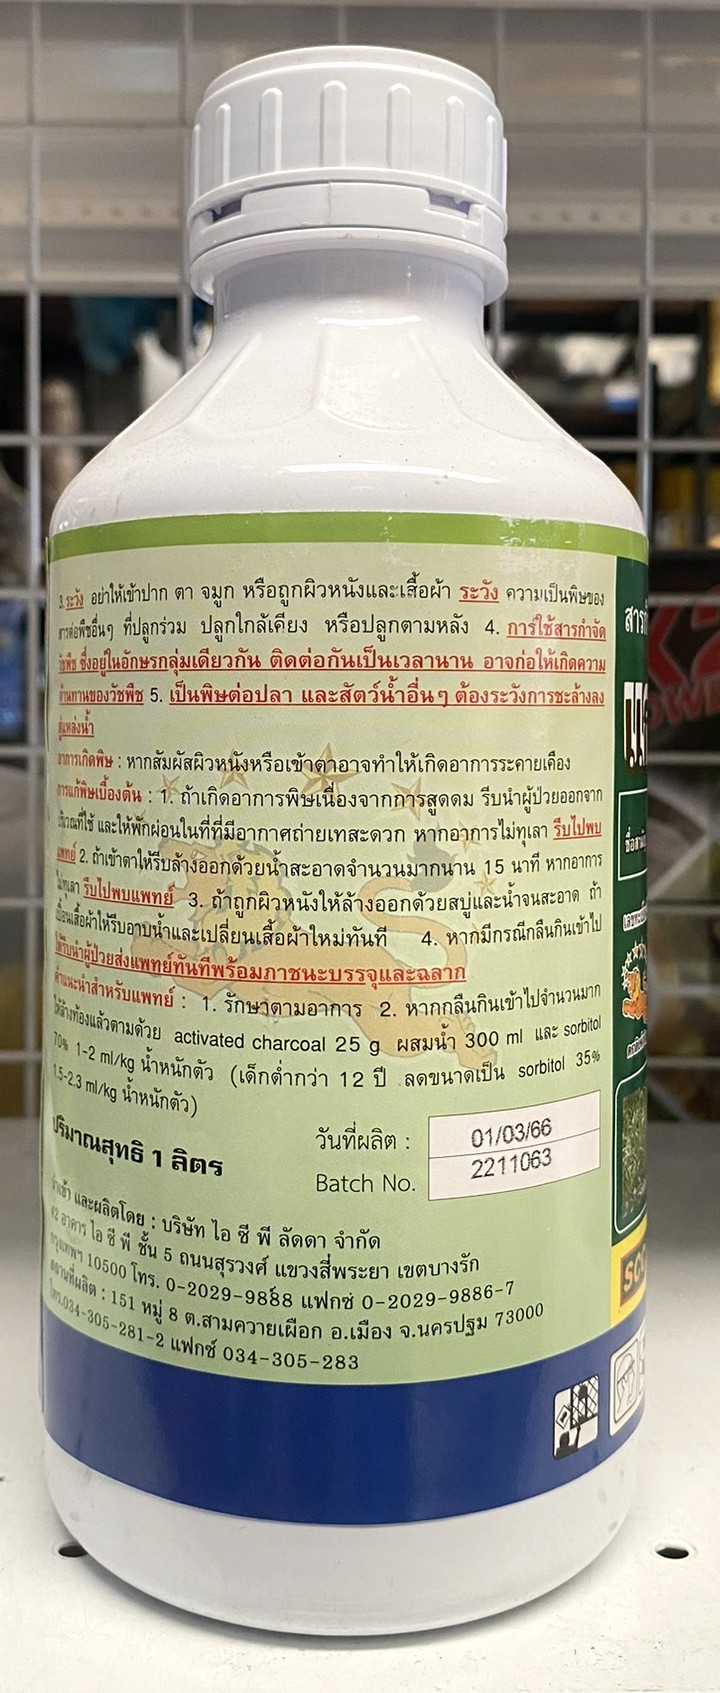 3. ระวัง อย่าให้เข้าปาก ตา จมูก หรือถูกผิวหนังและเสื้อผ้า ระวัง ความเป็นพิษของ
สารต่อพืชอื่นๆ ที่ปลูกร่วม ปลูกใกล้เคียง หรือปลูกตามหลัง 4. การใช้สารกำจัด
วัชพืช ซึ่งอยู่ในอักษรกลุ่มเดียวกัน ติดต่อกันเป็นเวลานาน อาจก่อให้เกิดความ
ต้านทานของวัชพืช 5. เป็นพิษต่อปลา และสัตว์น้ำอื่นๆ ต้องระวังการชะล้างลง
สู่แหล่งน้ำ
อาการเกิดพิษ : หากสัมผัสผิวหนังหรือเข้าตาอาจทำให้เกิดอาการระคายเคือง
การแก้พิษเบื้องต้น : 1. ถ้าเกิดอาการพิษเนื่องจากการสูดดม รีบนำผู้ป่วยออกจาก
บริเวณที่ใช้ และให้พักผ่อนในที่ที่มีอากาศถ่ายเทสะดวก หากอาการไม่ทุเลา รีบไปพบ
แพทย์ 2. ถ้าเข้าตาให้รีบล้างออกด้วยน้ำสะอาดจำนวนมากนาน 15 นาที หากอาการ
ไม่ทุเลา รีบไปพบแพทย์ 3. ถ้าถูกผิวหนังให้ล้างออกด้วยสบู่และน้ำจนสะอาด ถ้า
เปื้อนเสื้อผ้าให้รีบอาบน้ำและเปลี่ยนเสื้อผ้าใหม่ทันที 4. หากมีกรณีกลืนกินเข้าไป
ให้รีบนำผู้ป่วยส่งแพทย์ทันทีพร้อมภาชนะบรรจุและฉลาก
คำแนะนำสำหรับแพทย์ : 1. รักษาตามอาการ 2. หากกลืนกินเข้าไปจำนวนมาก
ให้ล้างท้องแล้วตามด้วย activated charcoal 25 g ผสมน้ำ 300 ml และ sorbitol
70% 1-2 ml/kg น้ำหนักตัว (เด็กต่ำกว่า 12 ปี ลดขนาดเป็น sorbitol 35%
1.5-2.3 ml/kg น้ำหนักตัว)
ปริมาณสุทธิ 1 ลิตร
วันที่ผลิต : 01/03/66
Batch No. 2211063
นำเข้า และผลิตโดย : บริษัท ไอ ซี พี ลัดดา จำกัด
42 อาคาร ไอ ซี พี ชั้น 5 ถนนสุรวงศ์ แขวงสี่พระยา เขตบางรัก
กรุงเทพฯ 10500 โทร. 0-2029-9888 แฟกซ์ 0-2029-9886-7
สถานที่ผลิต : 151 หมู่ 8 ต.สามควายเผือก อ.เมือง จ.นครปฐม 73000
โทร.034-305-281-2 แฟกซ์ 034-305-283